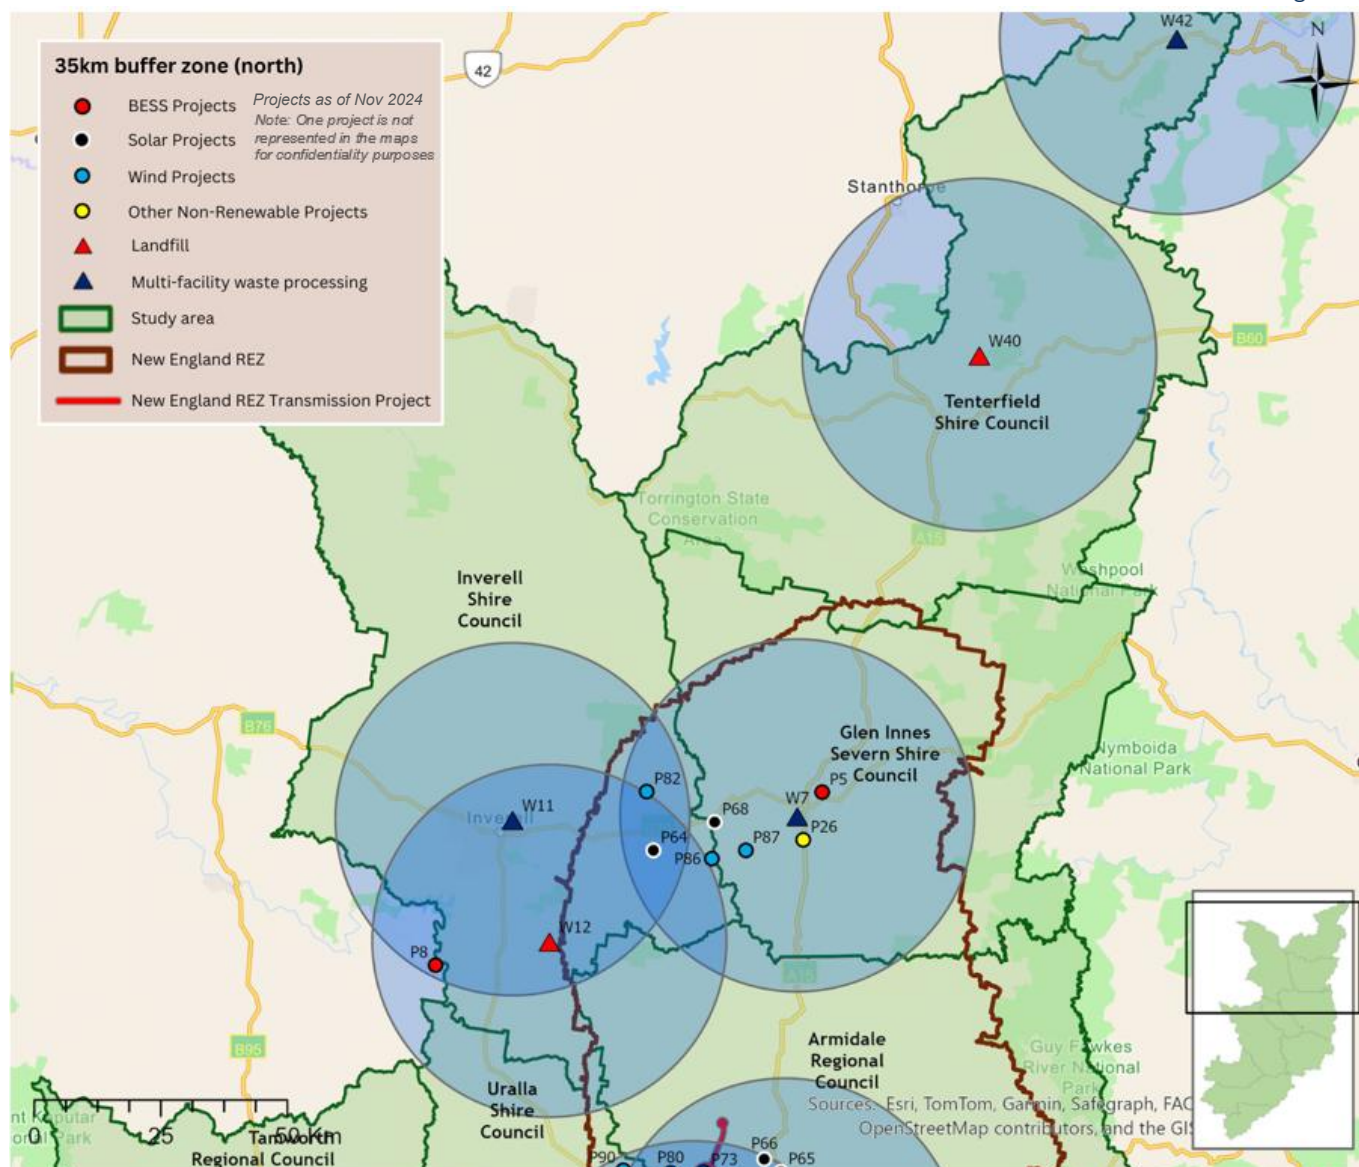 35km buffer zone (north)
BESS Projects
Projects as of Nov 2024
Note: One project is not
represented in the maps
for confidentiality purposes
Solar Projects
Wind Projects
Other Non-Renewable Projects
Landfill
Multi-facility waste processing
Study area
New England REZ
New England REZ Transmission Project
42
W42
N
Stanthorpe
B60
W40
Tenterfield
Shire Council
Torrington State
Conservation
Area
A15
Washpool
National Park
Inverell
Shire
Council
B76
Glen Innes
Severn Shire
Council
Nymboida
National Park
P82
P5
W7
W11
Inverell
P68
P26
P64
P86
P87
W12
P8
A15
B95
Armidale
Regional
Council
Guy Fawkes
River National
Park
Uralla
Shire
Council
Sources: Esri, TomTom, Garmin, Safegraph, FAO
OpenStreetMap contributors, and the GIS
0 25 50 Km
Tamworth
Regional Council
P90
P80
P73
P66
P65